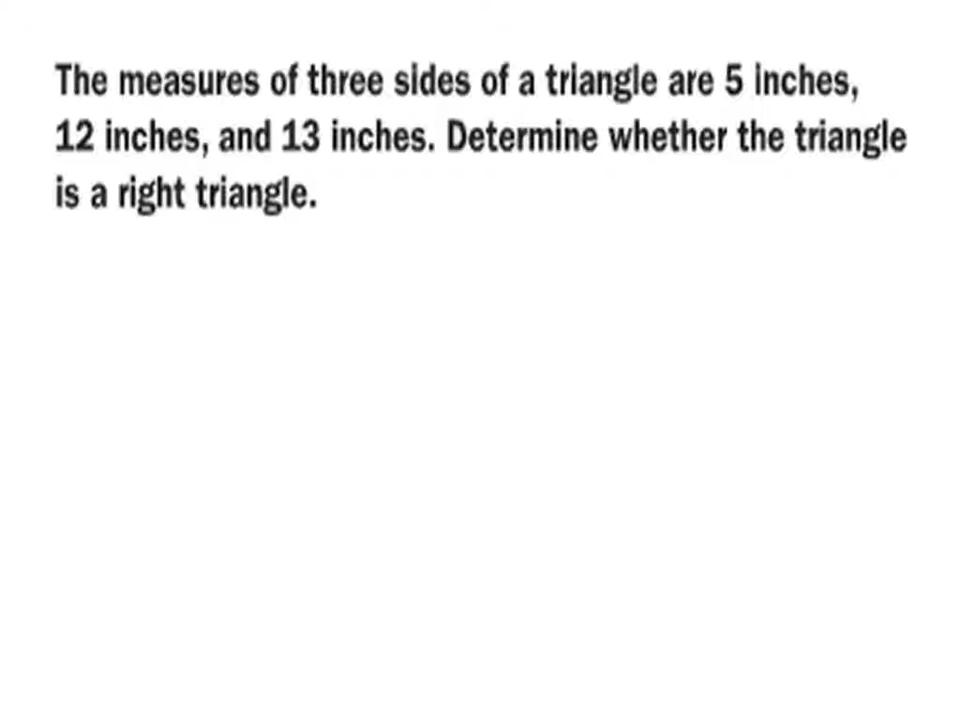 The measures of three sides of a triangle are 5 inches,
12 inches, and 13 inches. Determine whether the triangle
is a right triangle.